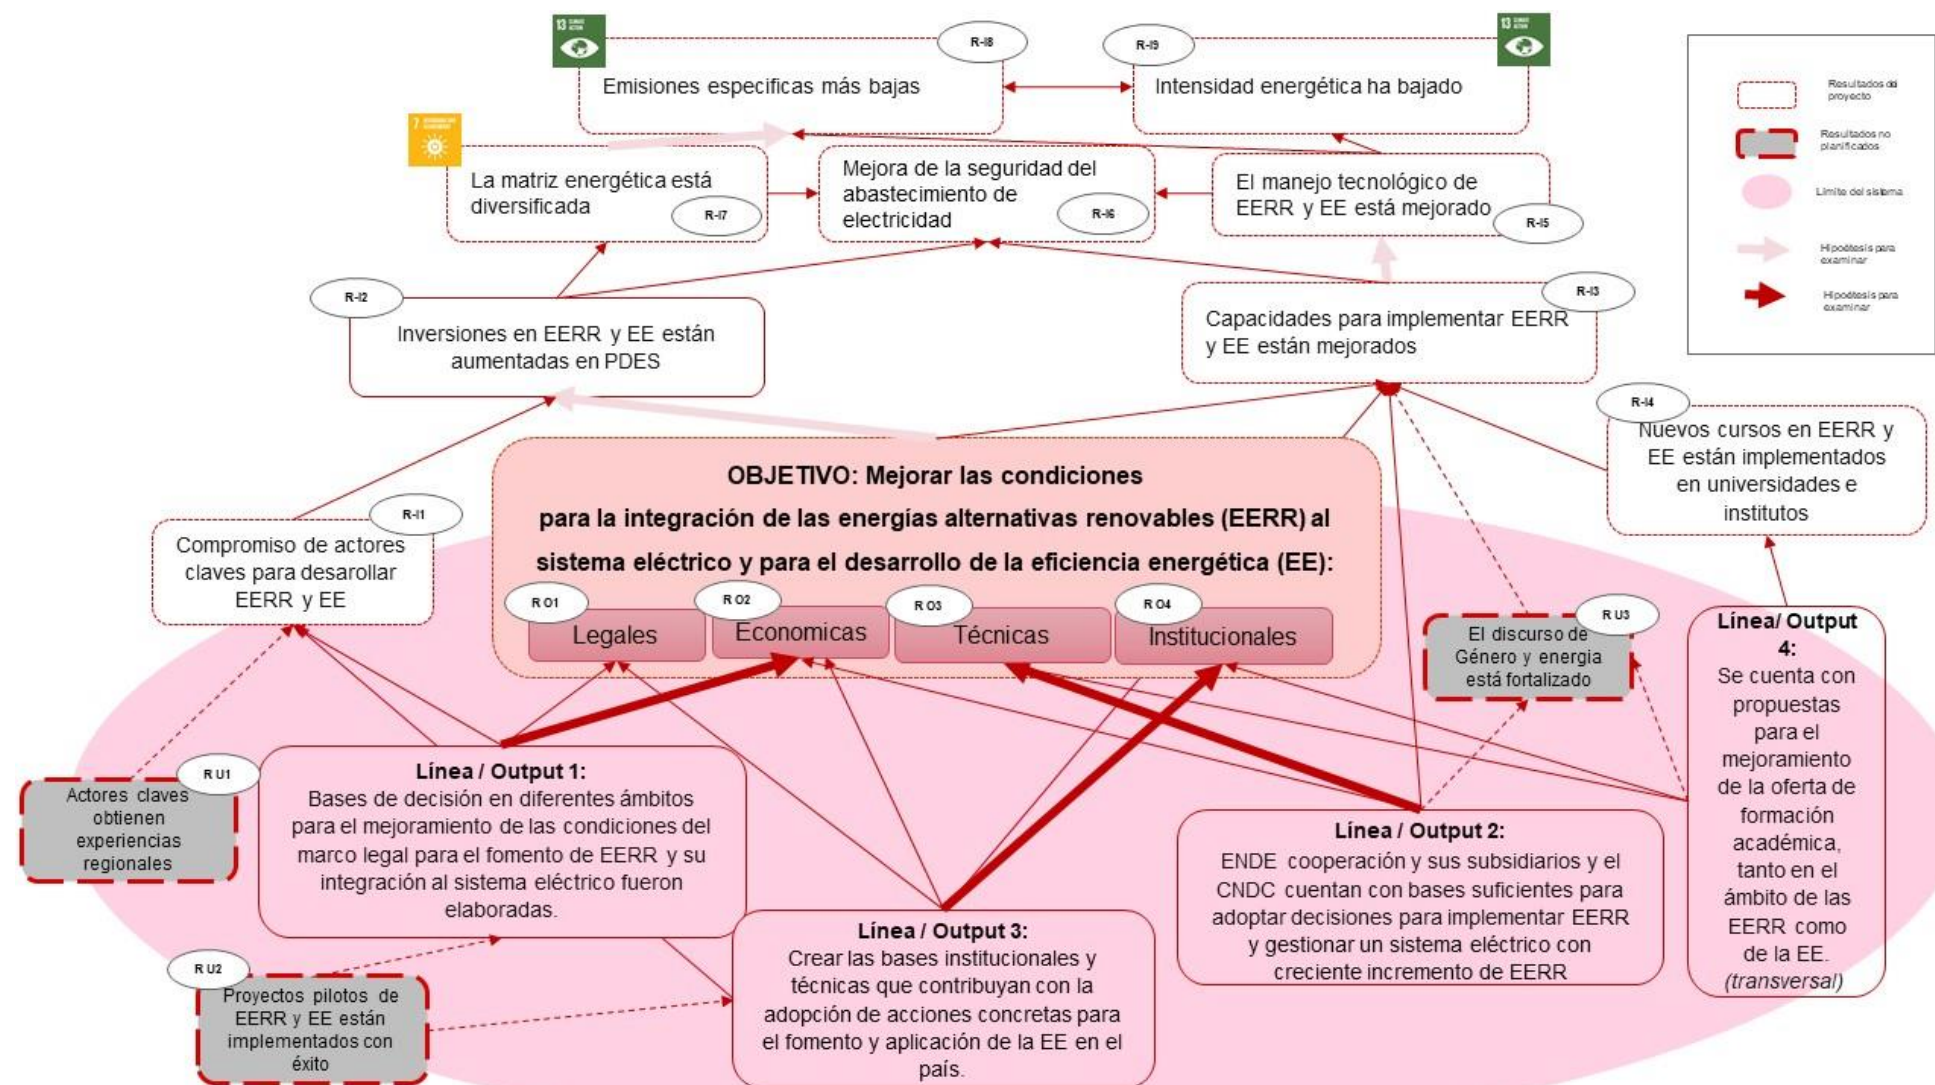 13 CLIMATE
ACTION
R-I8
Emisiones especificas más bajas
R-I9
Intensidad energética ha bajado
13 CLIMATE
ACTION
Resultados del
proyecto
Resultados no
planificados
Límite del sistema
Hipoótesis para
examinar
Hipoótesis para
examinar
7
La matriz energética está
diversificada
R-I7
Mejora de la seguridad del
abastecimiento de
electricidad
R-I6
El manejo tecnológico de
EERR y EE está mejorado
R-I5
R-I2
Inversiones en EERR y EE están
aumentadas en PDES
R-I3
Capacidades para implementar EERR
y EE están mejorados
R-I4
Nuevos cursos en EERR y
EE están implementados
en universidades e
institutos
R-I1
Compromiso de actores
claves para desarollar
EERR y EE
OBJETIVO: Mejorar las condiciones
para la integración de las energías alternativas renovables (EERR) al
sistema eléctrico y para el desarrollo de la eficiencia energética (EE):
R O1
Legales
R O2
Economicas
R O3
Técnicas
R O4
Institucionales
R U3
El discurso de
Género y energia
está fortalizado
Línea/ Output
4:
Se cuenta con
propuestas
para el
mejoramiento
de la oferta de
formación
académica,
tanto en el
ámbito de las
EERR como
de la EE.
(transversal)
R U1
Actores claves
obtienen
experiencias
regionales
Línea / Output 1:
Bases de decisión en diferentes ámbitos
para el mejoramiento de las condiciones del
marco legal para el fomento de EERR y su
integración al sistema eléctrico fueron
elaboradas.
Línea / Output 2:
ENDE cooperación y sus subsidiarios y el
CNDC cuentan con bases suficientes para
adoptar decisiones para implementar EERR
y gestionar un sistema eléctrico con
creciente incremento de EERR
R U2
Proyectos pilotos de
EERR y EE están
implementados con
éxito
Línea / Output 3:
Crear las bases institucionales y
técnicas que contribuyan con la
adopción de acciones concretas para
el fomento y aplicación de la EE en el
país.